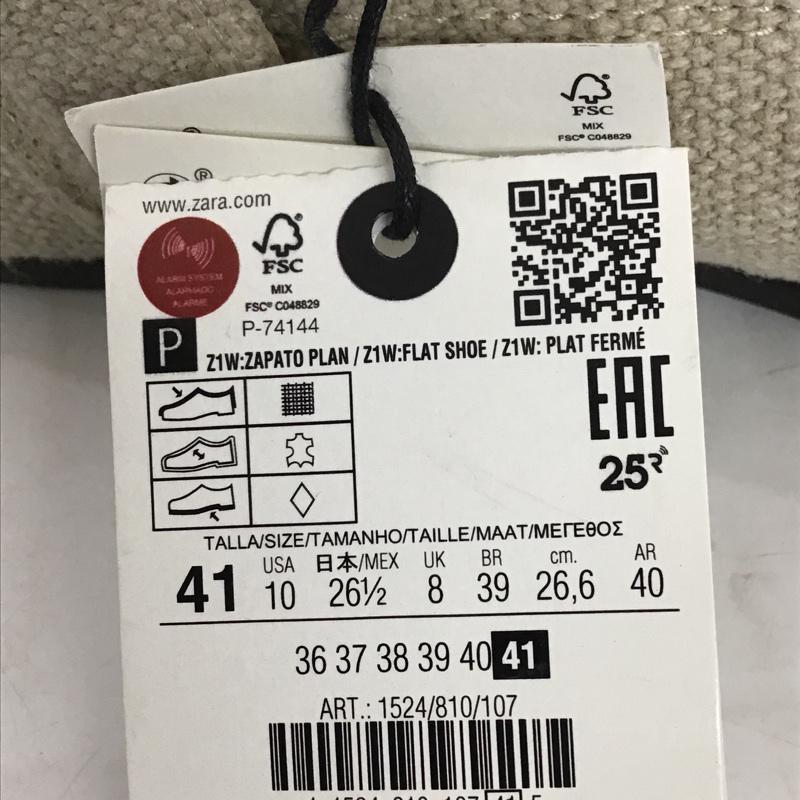 FSC
MIX
FSC® C048829
®
www.zara.com
ALARM SYSTEM
ALARMADO
ALARME
FSC
MIX
FSC® C048829
P-74144
P
Z1W:ZAPATO PLAN / Z1W:FLAT SHOE / Z1W: PLAT FERMÉ
EAC
25R
TALLA/SIZE/TAMANHO/TAILLE/MAAT/ΜΕΓΕΘΟΣ
USA 日本/MEX UK BR cm. AR
41 10 26½ 8 39 26,6 40
36 37 38 39 40 41
ART.: 1524/810/107